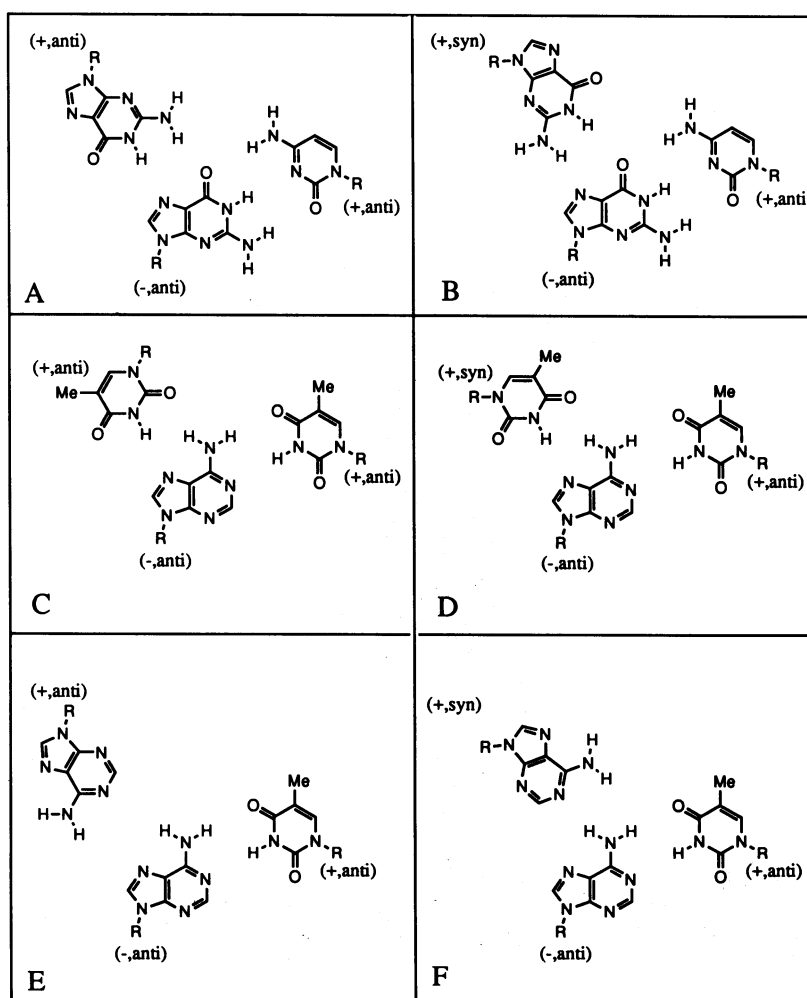 (+,anti)
R
N N H
N N N
O H H
H
H N
N
N R
O
(+,anti)
O
N N H
N N N H
R H
(-,anti)
A
(+,syn)
N O
R N
N N H
N
H H
H
H N
N
N R
O
(+,anti)
O
N N H
N N N H
R H
(-,anti)
B
(+,anti)
R
N
Me O
N
O H
Me
O
H N N
R
O
(+,anti)
H H
N
N N
N N
R
(-,anti)
C
(+,syn)
Me
R N
O
O N
H
Me
O
H N N
R
O
(+,anti)
H H
N
N N
N N
R
(-,anti)
D
(+,anti)
R
N N
N N
H N
H
Me
O
H N N
R
O
(+,anti)
H H
N
N N
N N
R
(-,anti)
E
(+,syn)
N H
R N N
N N H
Me
O
H N N
R
O
(+,anti)
H H
N
N N
N N
R
(-,anti)
F